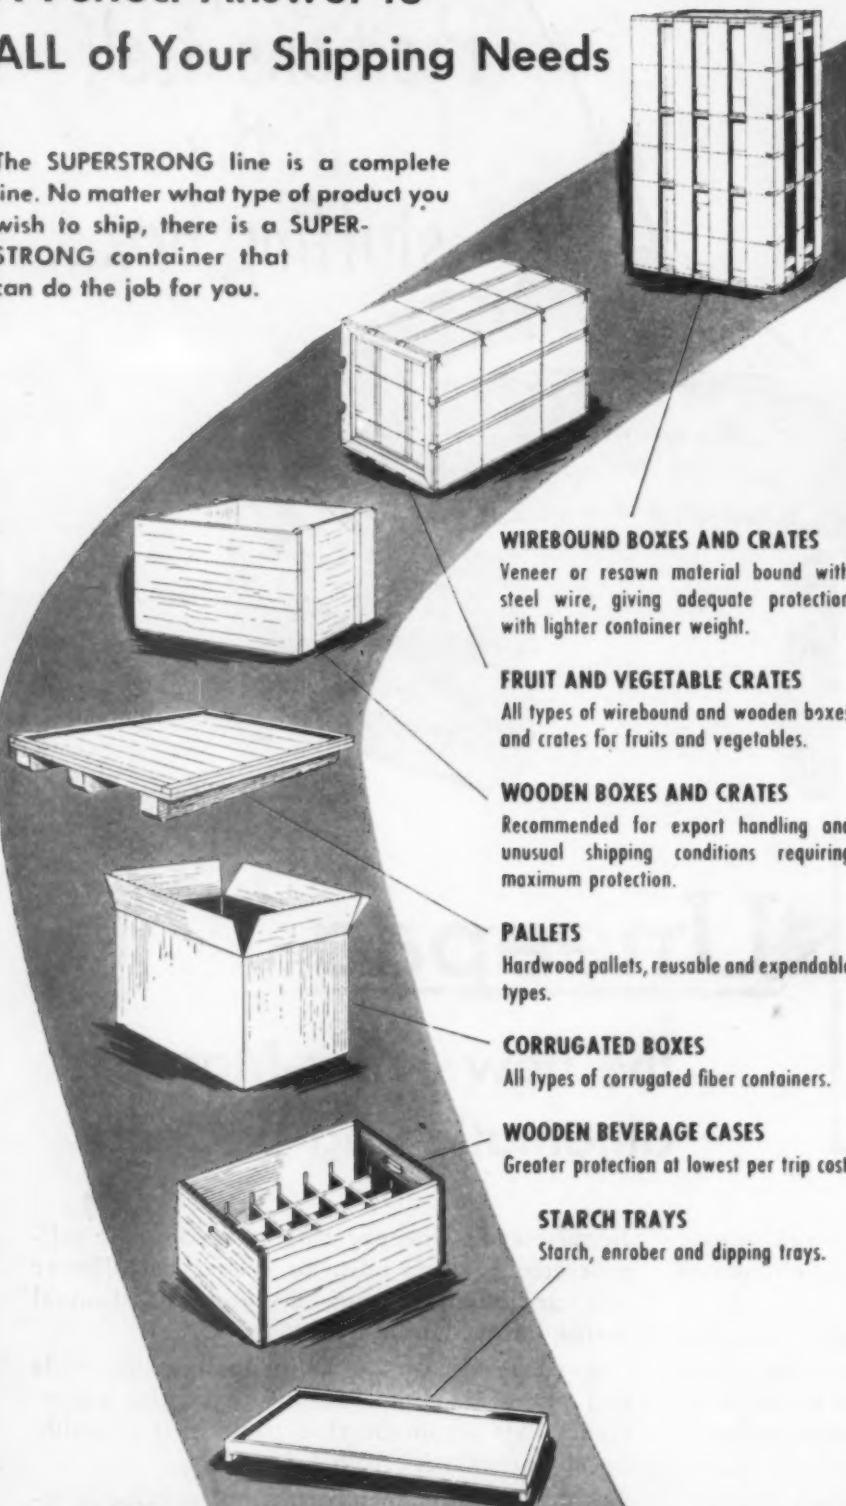 ALL of Your Shipping Needs
The SUPERSTRONG line is a complete
line. No matter what type of product you
wish to ship, there is a SUPER-
STRONG container that
can do the job for you.
WIREBOUND BOXES AND CRATES
Veneer or resawn material bound with
steel wire, giving adequate protection
with lighter container weight.
FRUIT AND VEGETABLE CRATES
All types of wirebound and wooden boxes
and crates for fruits and vegetables.
WOODEN BOXES AND CRATES
Recommended for export handling and
unusual shipping conditions requiring
maximum protection.
PALLETS
Hardwood pallets, reusable and expendable
types.
CORRUGATED BOXES
All types of corrugated fiber containers.
WOODEN BEVERAGE CASES
Greater protection at lowest per trip cost
STARCH TRAYS
Starch, enrober and dipping trays.